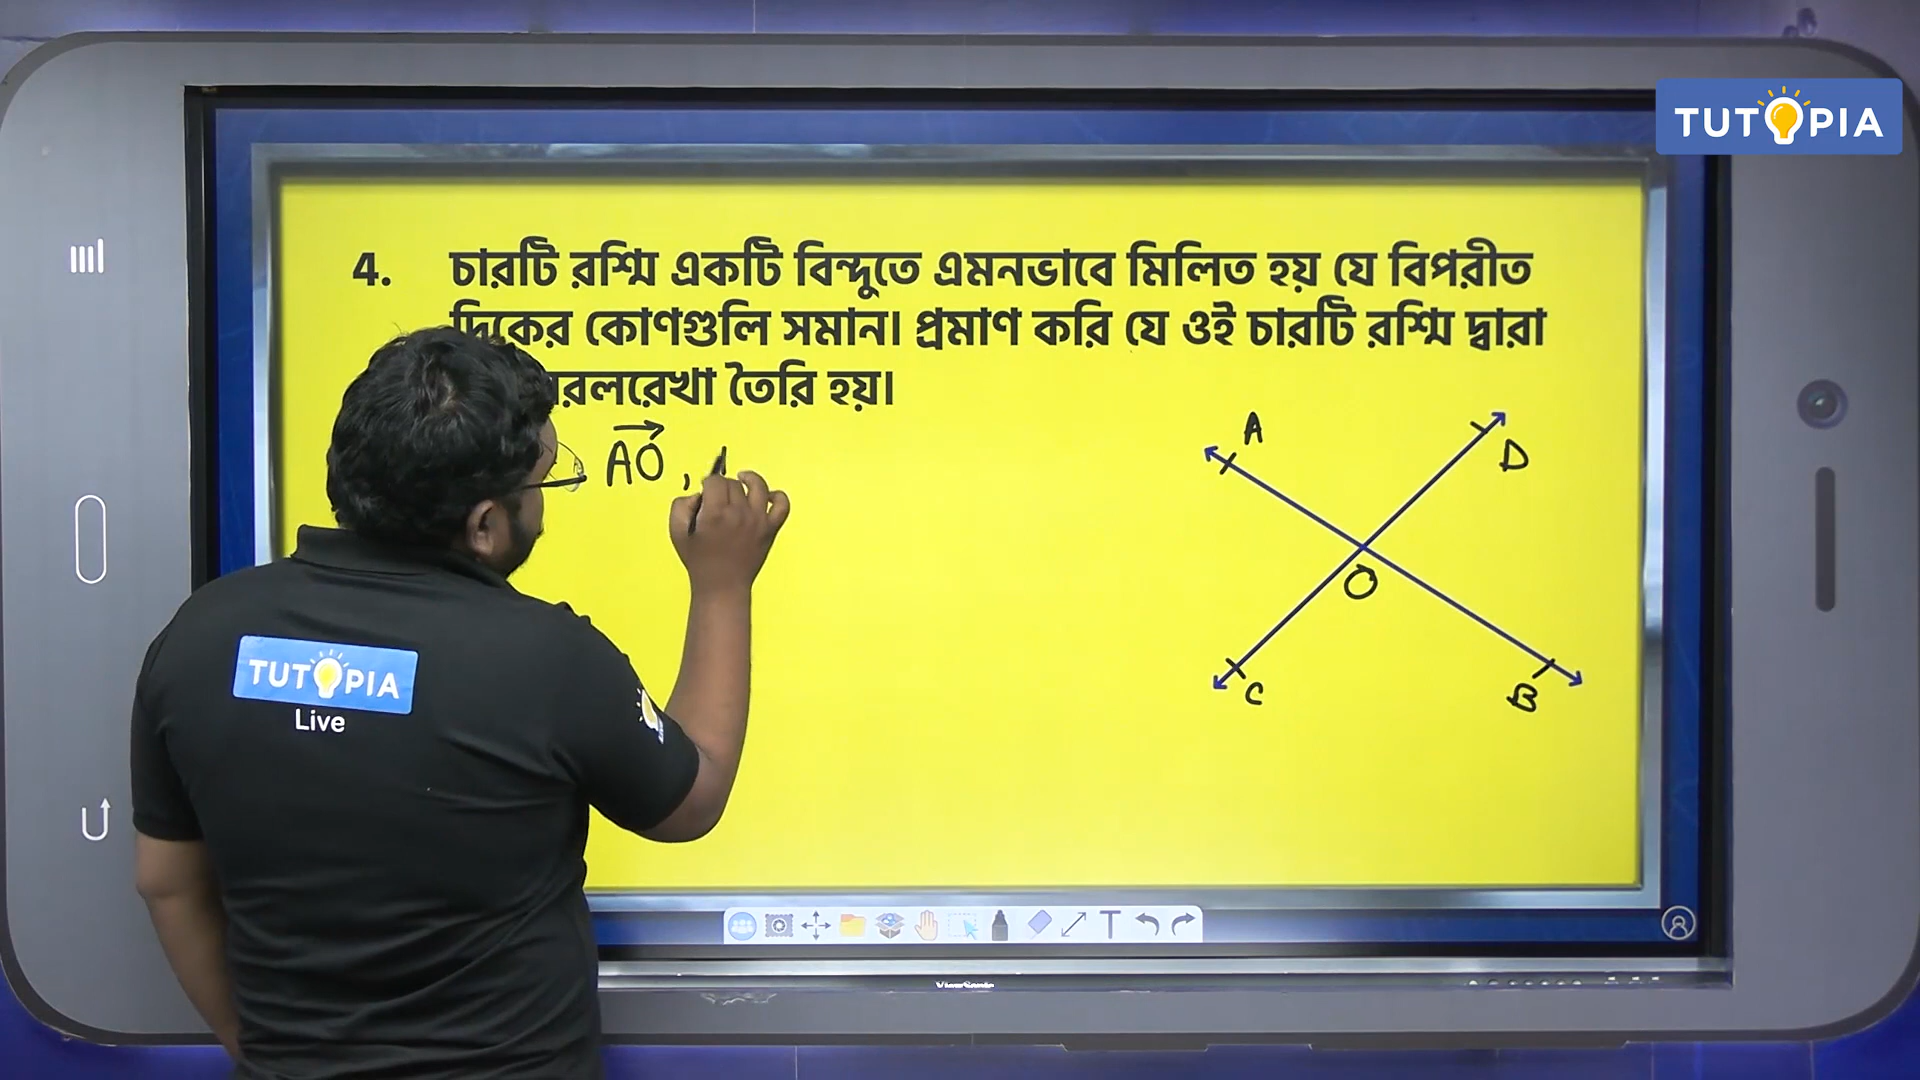 TUTOPIA
4. চারটি রশ্মি একটি বিন্দুতে এমনভাবে মিলিত হয় যে বিপরীত
দিকের কোণগুলি সমান। প্রমাণ করি যে ওই চারটি রশ্মি দ্বারা
রলরেখা তৈরি হয়।
AO ,
A
D
O
C
B
TUTOPIA
Live
T
ViewSonic